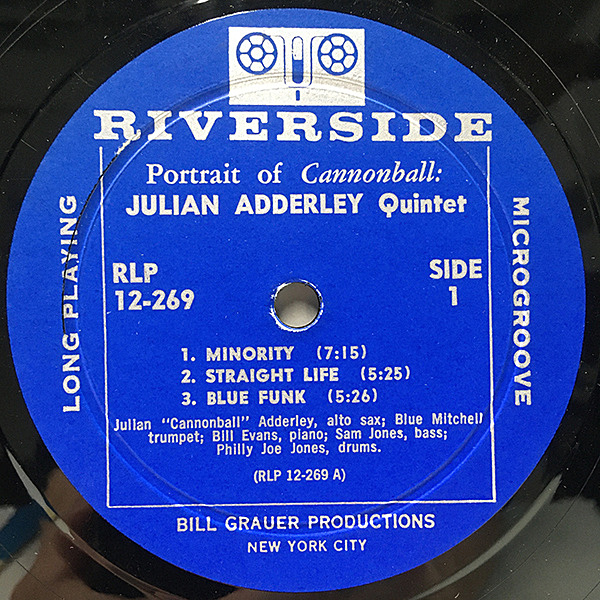 RIVERSIDE
Portrait of Cannonball:
JULIAN ADDERLEY Quintet
LONG PLAYING
MICROGROOVE
RLP
12-269
SIDE
1
1. MINORITY (7:15)
2. STRAIGHT LIFE (5:25)
3. BLUE FUNK (5:26)
Julian "Cannonball" Adderley, alto sax; Blue Mitchell
trumpet; Bill Evans, piano; Sam Jones, bass;
Philly Joe Jones, drums.
(RLP 12-269 A)
BILL GRAUER PRODUCTIONS
NEW YORK CITY